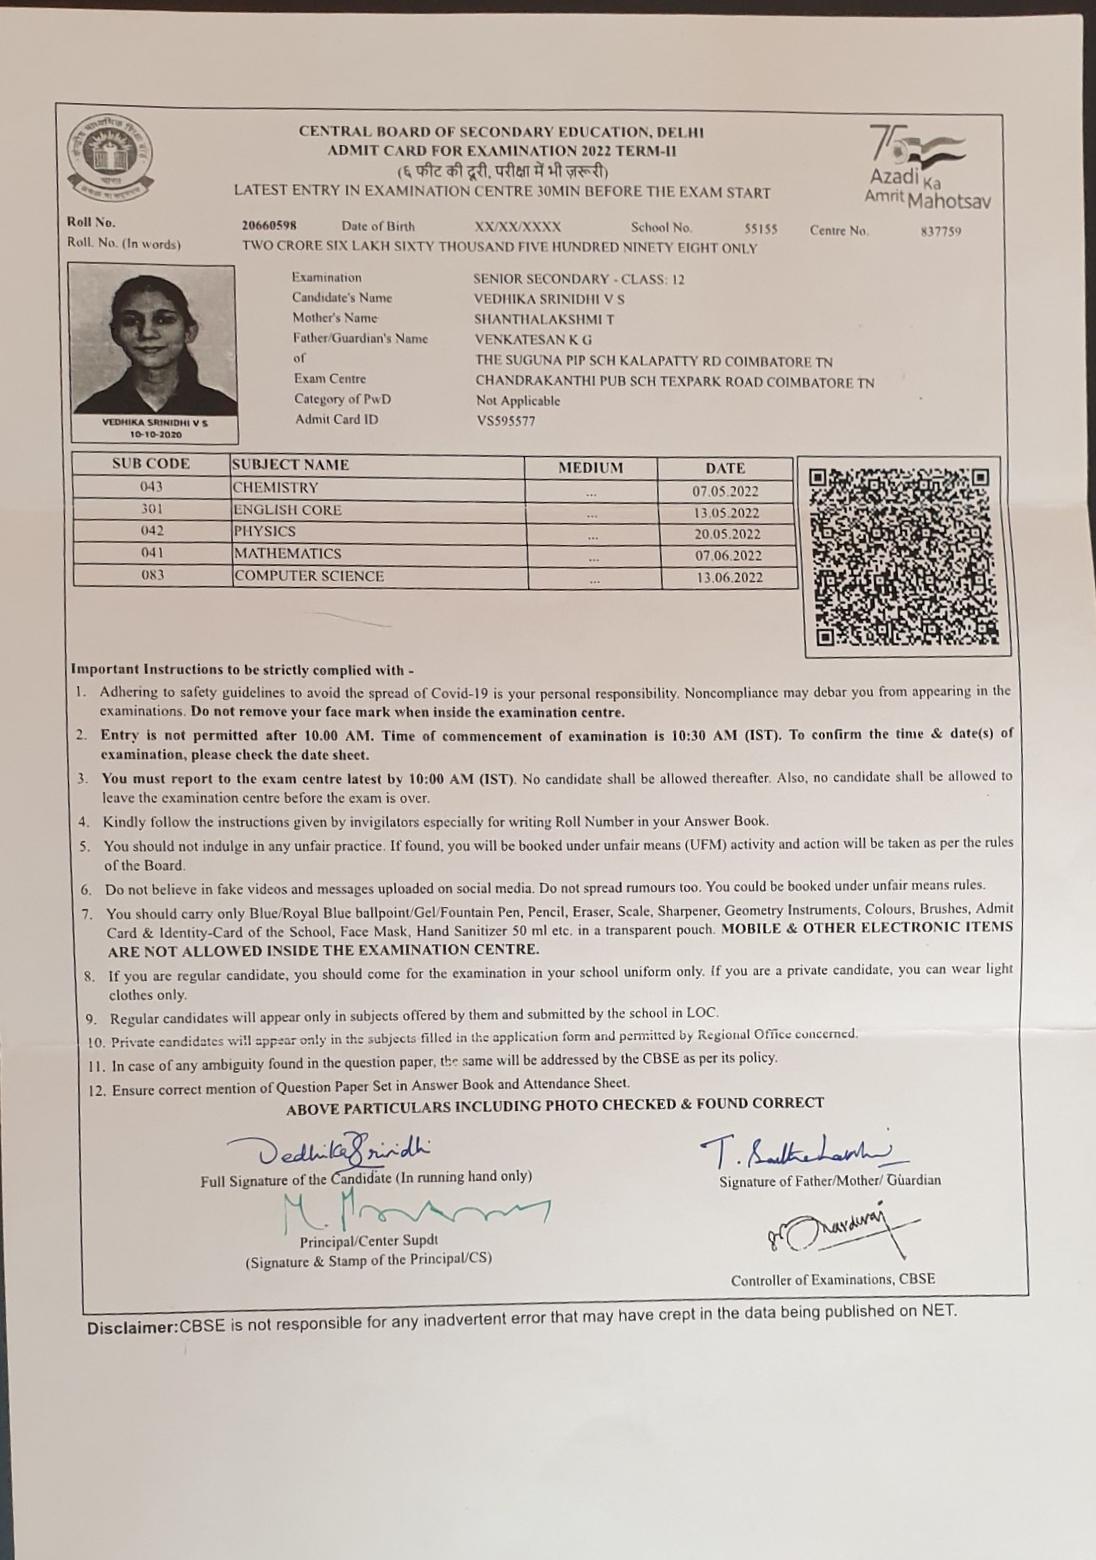 CENTRAL BOARD OF SECONDARY EDUCATION, DELHI
ADMIT CARD FOR EXAMINATION 2022 TERM-II
(६ फीट की दूरी, परीक्षा में भी ज़रूरी)
LATEST ENTRY IN EXAMINATION CENTRE 30MIN BEFORE THE EXAM START
75
Azadi Ka
Amrit Mahotsav
Roll No. 20660598 Date of Birth XX/XX/XXXX School No. 55155 Centre No. 837759
Roll. No. (In words) TWO CRORE SIX LAKH SIXTY THOUSAND FIVE HUNDRED NINETY EIGHT ONLY
Examination SENIOR SECONDARY - CLASS: 12
Candidate's Name VEDHIKA SRINIDHI V S
Mother's Name SHANTHALAKSHMI T
Father/Guardian's Name VENKATESAN K G
of THE SUGUNA PIP SCH KALAPATTY RD COIMBATORE TN
Exam Centre CHANDRAKANTHI PUB SCH TEXPARK ROAD COIMBATORE TN
Category of PwD Not Applicable
Admit Card ID VS595577
VEDHIKA SRINIDHI V S
10-10-2020
SUB CODE SUBJECT NAME MEDIUM DATE
043 CHEMISTRY ... 07.05.2022
301 ENGLISH CORE ... 13.05.2022
042 PHYSICS ... 20.05.2022
041 MATHEMATICS ... 07.06.2022
083 COMPUTER SCIENCE ... 13.06.2022
Important Instructions to be strictly complied with -
1. Adhering to safety guidelines to avoid the spread of Covid-19 is your personal responsibility. Noncompliance may debar you from appearing in the
examinations. Do not remove your face mark when inside the examination centre.
2. Entry is not permitted after 10.00 AM. Time of commencement of examination is 10:30 AM (IST). To confirm the time & date(s) of
examination, please check the date sheet.
3. You must report to the exam centre latest by 10:00 AM (IST). No candidate shall be allowed thereafter. Also, no candidate shall be allowed to
leave the examination centre before the exam is over.
4. Kindly follow the instructions given by invigilators especially for writing Roll Number in your Answer Book.
5. You should not indulge in any unfair practice. If found, you will be booked under unfair means (UFM) activity and action will be taken as per the rules
of the Board.
6. Do not believe in fake videos and messages uploaded on social media. Do not spread rumours too. You could be booked under unfair means rules.
7. You should carry only Blue/Royal Blue ballpoint/Gel/Fountain Pen, Pencil, Eraser, Scale, Sharpener, Geometry Instruments, Colours, Brushes, Admit
Card & Identity-Card of the School, Face Mask, Hand Sanitizer 50 ml etc. in a transparent pouch. MOBILE & OTHER ELECTRONIC ITEMS
ARE NOT ALLOWED INSIDE THE EXAMINATION CENTRE.
8. If you are regular candidate, you should come for the examination in your school uniform only. If you are a private candidate, you can wear light
clothes only.
9. Regular candidates will appear only in subjects offered by them and submitted by the school in LOC.
10. Private candidates will appear only in the subjects filled in the application form and permitted by Regional Office concerned.
11. In case of any ambiguity found in the question paper, the same will be addressed by the CBSE as per its policy.
12. Ensure correct mention of Question Paper Set in Answer Book and Attendance Sheet.
ABOVE PARTICULARS INCLUDING PHOTO CHECKED & FOUND CORRECT
Vedhika Srinidhi
Full Signature of the Candidate (In running hand only)
Signature of Father/Mother/ Guardian
Principal/Center Supdt
(Signature & Stamp of the Principal/CS)
Controller of Examinations, CBSE
Disclaimer:CBSE is not responsible for any inadvertent error that may have crept in the data being published on NET.